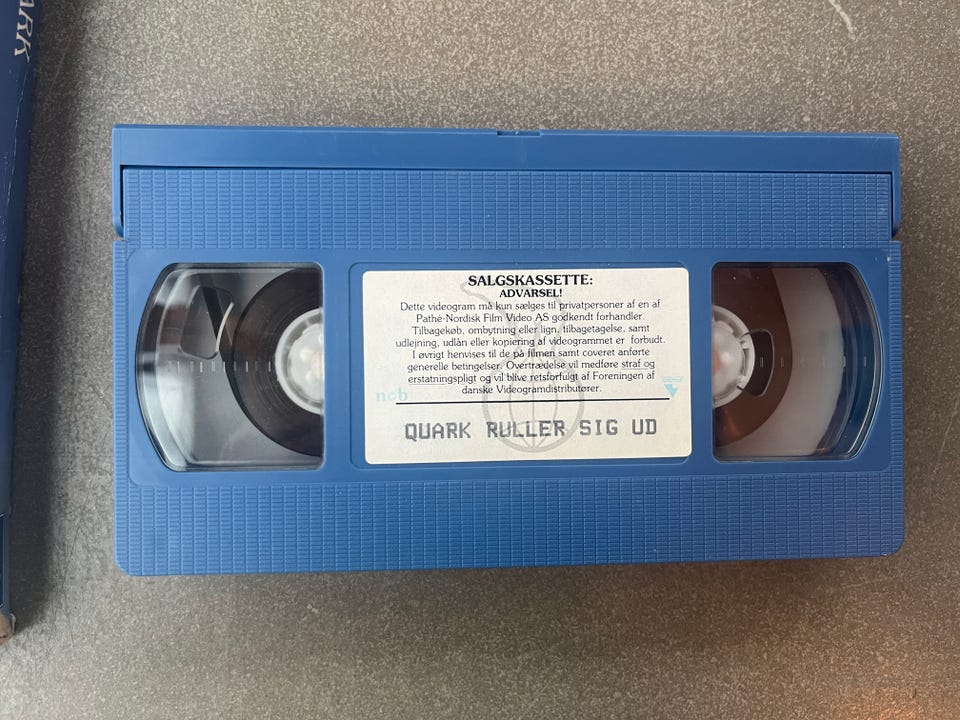 ARK
SALGSKASSETTE:
ADVARSEL!
Dette videogram må kun sælges til privatpersoner af en af
Pathé-Nordisk Film Video AS godkendt forhandler.
Tilbagekøb, ombytning eller lign. tilbagetagelse, samt
udlejning, udlån eller kopiering af videogrammet er forbudt.
I øvrigt henvises til de på filmen samt coveret anførte
generelle betingelser. Overtrædelse vil medføre straf og
erstatningspligt og vil blive retsforfulgt af Foreningen af
danske Videogramdistributører.
ncb
QUARK RULLER SIG UD